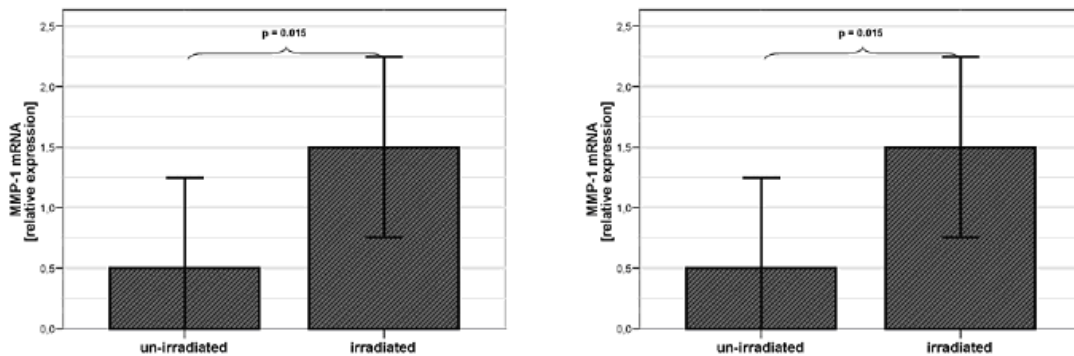 p = 0.015
2,5
2,0
1,5
1,0
0,5
0,0
MMP-1 mRNA
[relative expression]
un-irradiated
irradiated
p = 0.015
2,5
2,0
1,5
1,0
0,5
0,0
MMP-1 mRNA
[relative expression]
un-irradiated
irradiated